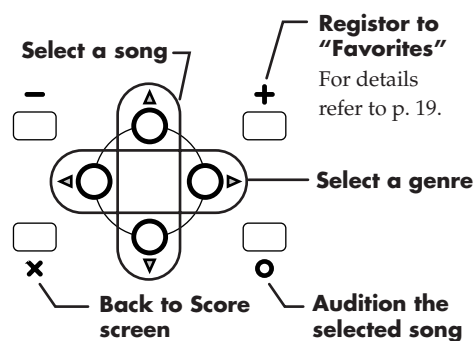 Registor to
“Favorites”
For details
refer to p. 19.
Select a song
Select a genre
Back to Score
screen
Audition the
selected song